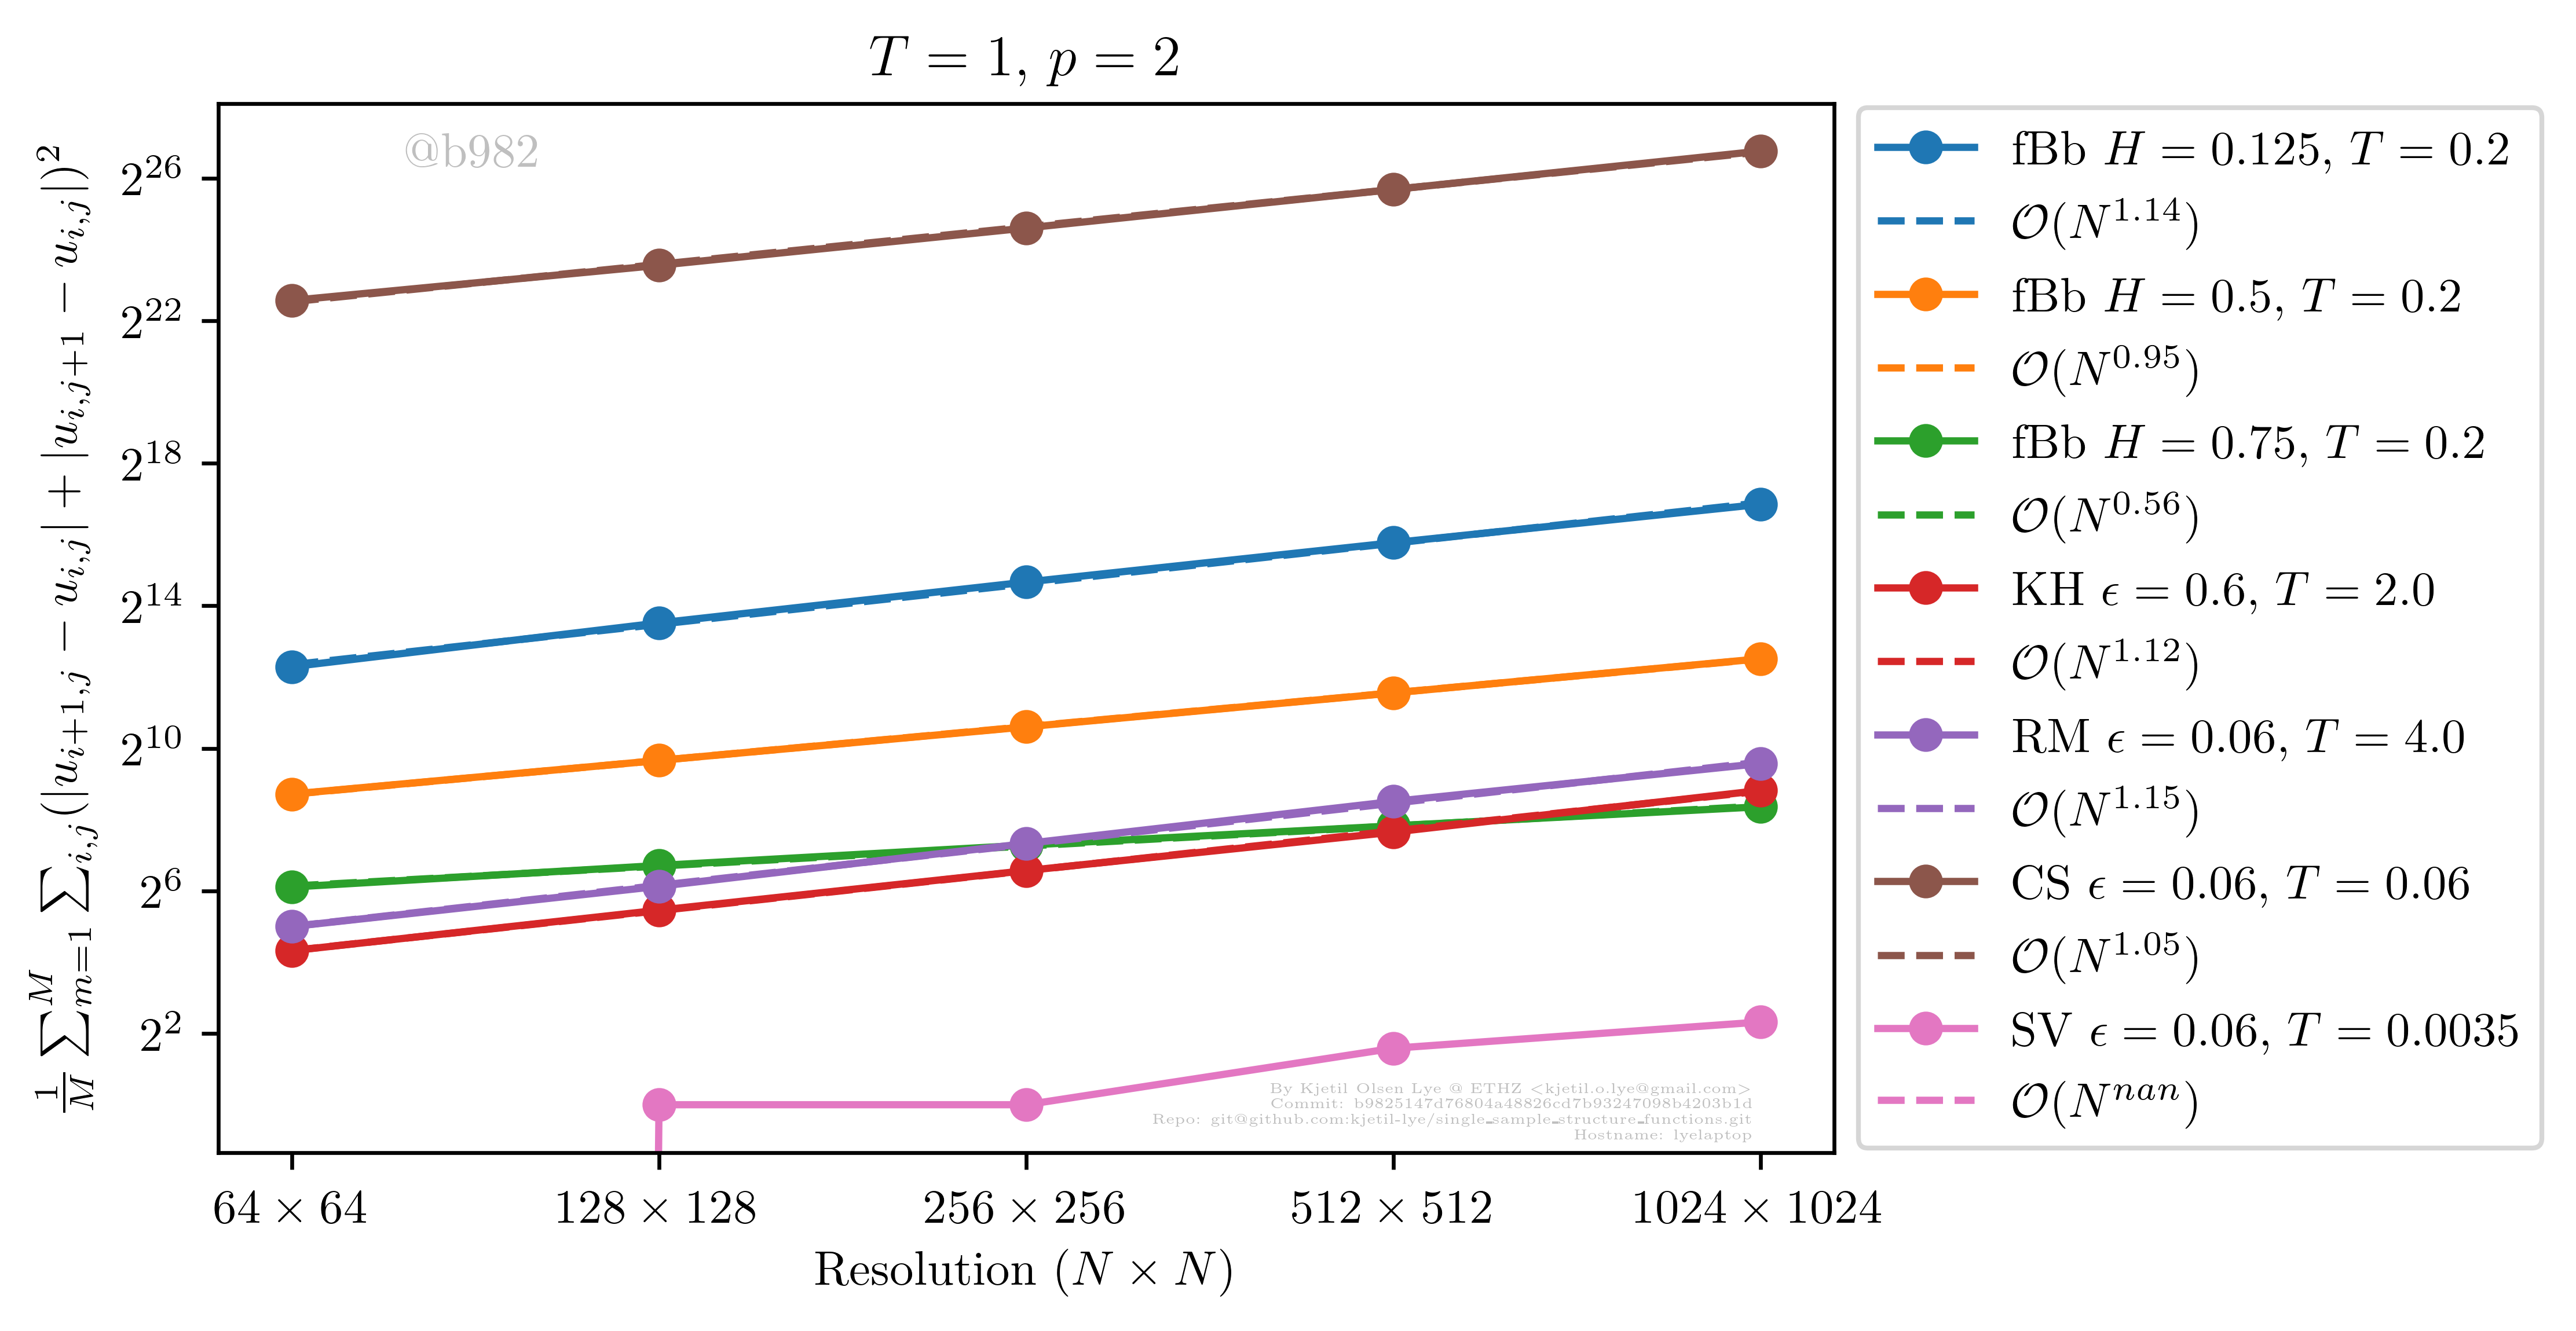 T = 1, p = 2
@b982
2^26
2^22
2^18
2^14
2^10
2^6
2^2
\frac{1}{M} \sum_{m=1}^{M} \sum_{i,j} (|u_{i+1,j} − u_{i,j}| + |u_{i,j+1} − u_{i,j}|)^2
By Kjetil Olsen Lye @ ETHZ <kjetil.o.lye@gmail.com>
Commit: b9825147d76804a48826cd7b93247098b4203b1d
Repo: git@github.com:kjetil-lye/single_sample_structure_functions.git
Hostname: lyelaptop
64 × 64
128 × 128
256 × 256
512 × 512
1024 × 1024
Resolution (N × N)
fBb H = 0.125, T = 0.2
O(N^1.14)
fBb H = 0.5, T = 0.2
O(N^0.95)
fBb H = 0.75, T = 0.2
O(N^0.56)
KH ϵ = 0.6, T = 2.0
O(N^1.12)
RM ϵ = 0.06, T = 4.0
O(N^1.15)
CS ϵ = 0.06, T = 0.06
O(N^1.05)
SV ϵ = 0.06, T = 0.0035
O(N^nan)